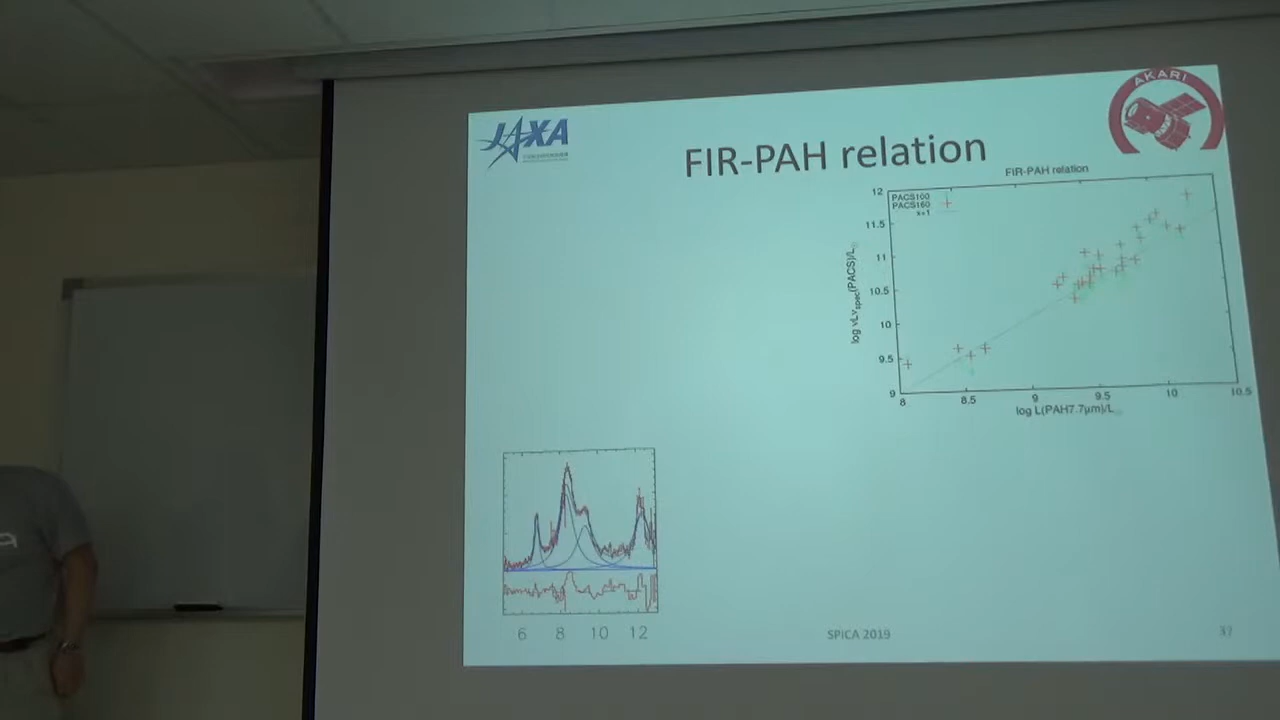 JAXA
AKARI
FIR-PAH relation
FIR-PAH relation
PACS100
PACS160
x+1
12
11.5
11
10.5
10
9.5
9
log νLνspec(PACS)/L
8 8.5 9 9.5 10 10.5
log L(PAH7.7μm)/L
6 8 10 12
SPICA 2019
37